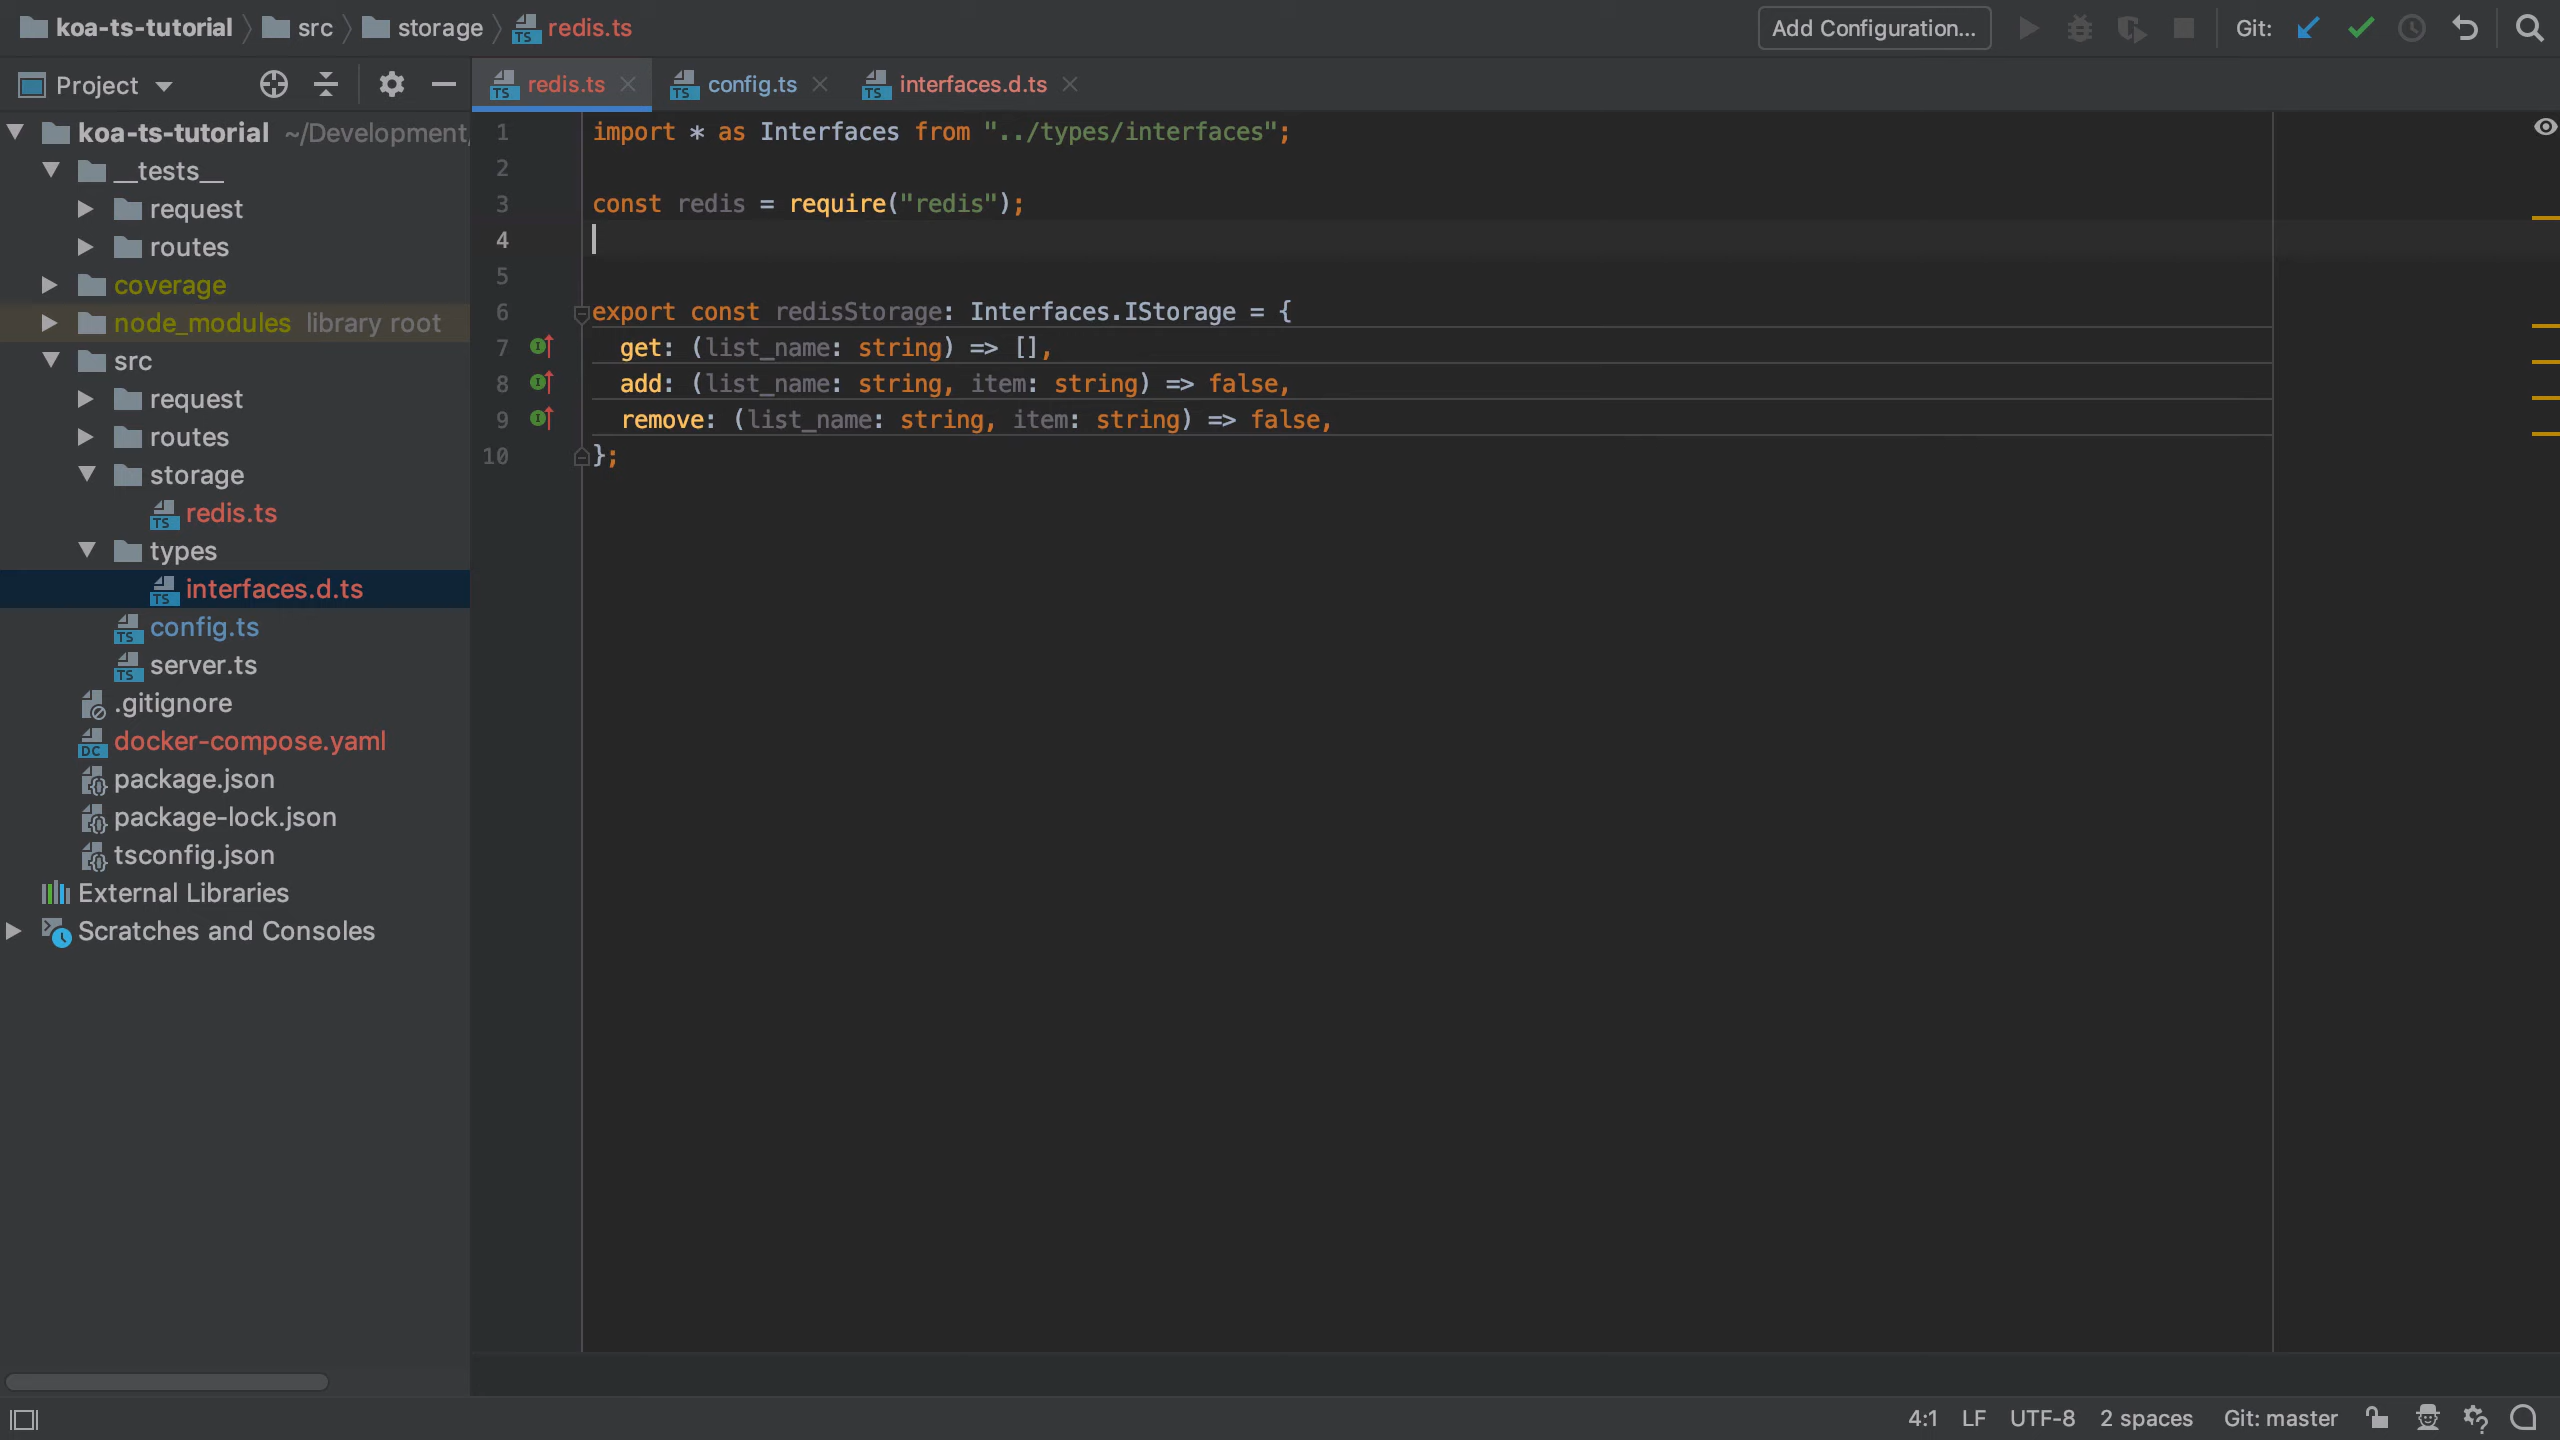 koa-ts-tutorial src storage redis.ts Add Configuration... Git:
Project redis.ts config.ts interfaces.d.ts
koa-ts-tutorial ~/Development,
__tests__
request
routes
coverage
node_modules library root
src
request
routes
storage
redis.ts
types
interfaces.d.ts
config.ts
server.ts
.gitignore
docker-compose.yaml
package.json
package-lock.json
tsconfig.json
External Libraries
Scratches and Consoles
1 import * as Interfaces from "../types/interfaces";
2
3 const redis = require("redis");
4
5
6 export const redisStorage: Interfaces.IStorage = {
7 get: (list_name: string) => [],
8 add: (list_name: string, item: string) => false,
9 remove: (list_name: string, item: string) => false,
10 };
4:1 LF UTF-8 2 spaces Git: master